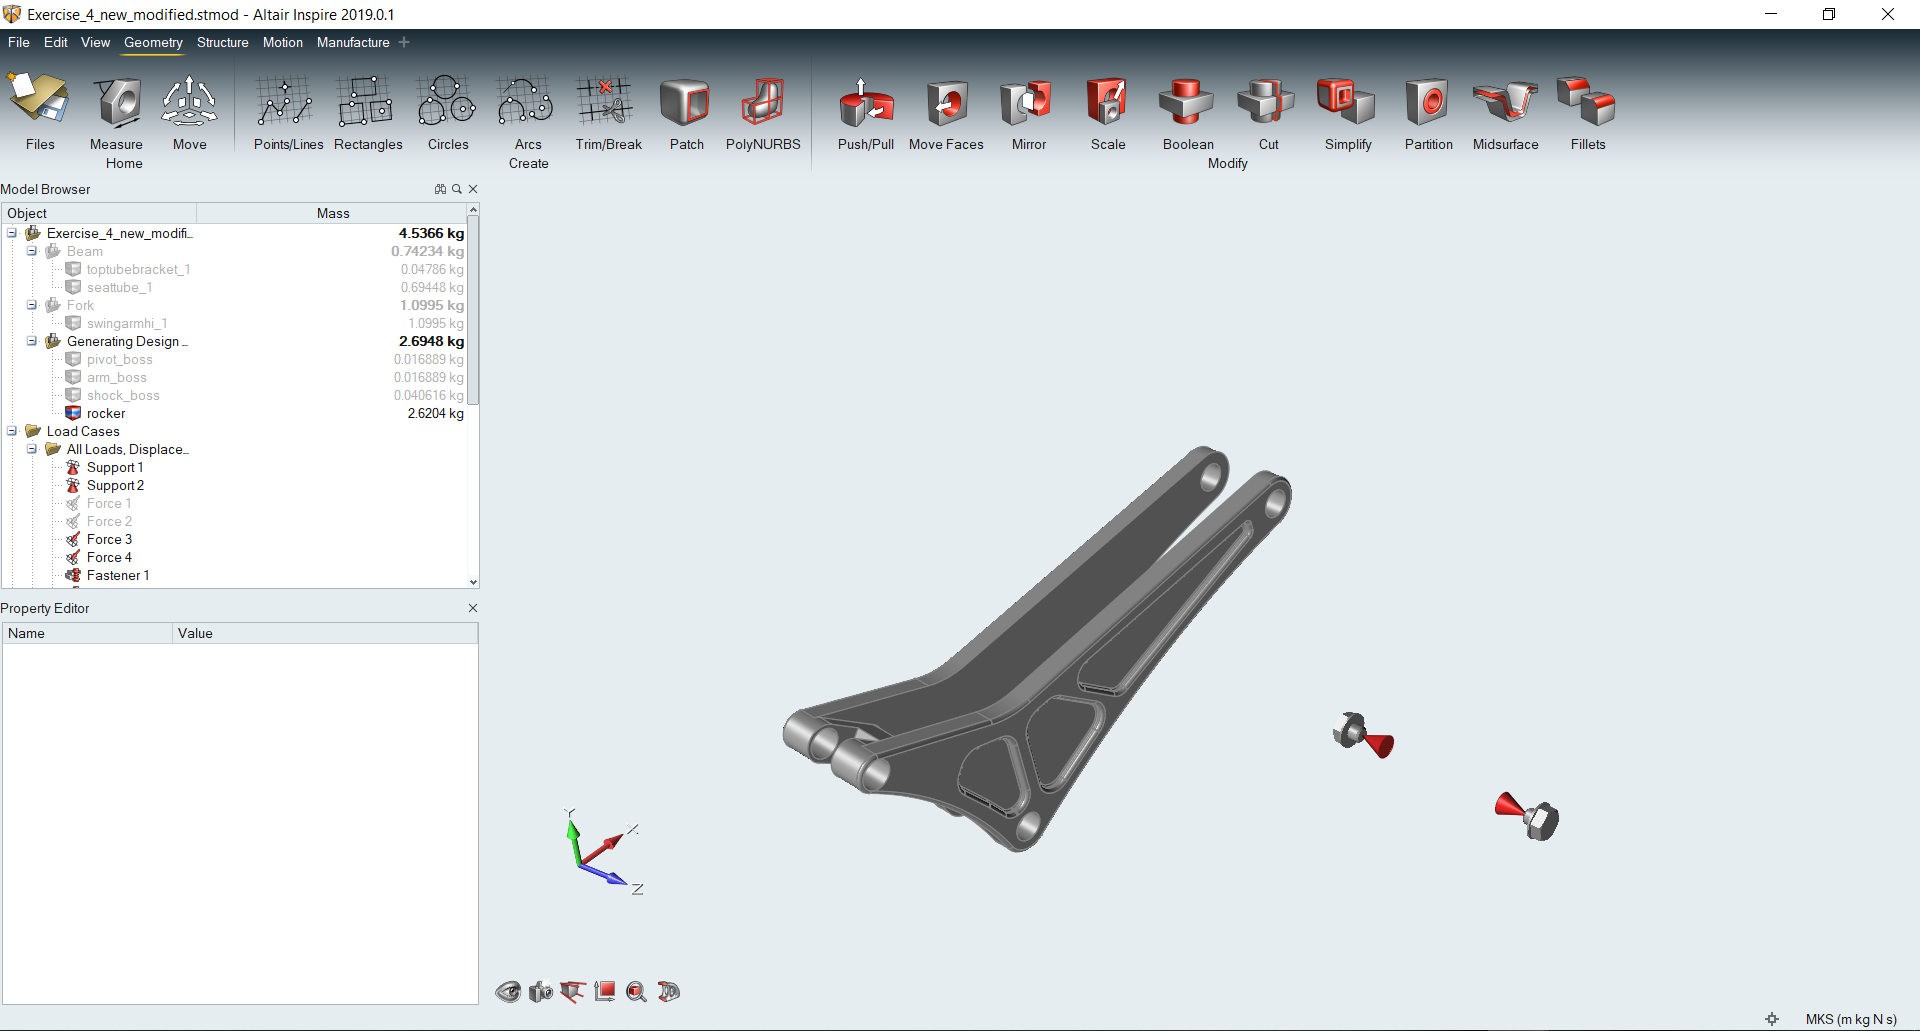 Exercise_4_new_modified.stmod - Altair Inspire 2019.0.1
File Edit View Geometry Structure Motion Manufacture
Files Measure Move Points/Lines Rectangles Circles Arcs Trim/Break Patch PolyNURBS Push/Pull Move Faces Mirror Scale Boolean Cut Simplify Partition Midsurface Fillets
Home Create Modify
Model Browser
Object Mass
Exercise_4_new_modifi... 4.5366 kg
Beam 0.74234 kg
toptubebracket_1 0.04786 kg
seattube_1 0.69448 kg
Fork 1.0995 kg
swingarmhi_1 1.0995 kg
Generating Design ... 2.6948 kg
pivot_boss 0.016889 kg
arm_boss 0.016889 kg
shock_boss 0.040616 kg
rocker 2.6204 kg
Load Cases
All Loads, Displace...
Support 1
Support 2
Force 1
Force 2
Force 3
Force 4
Fastener 1
Property Editor
Name Value
Y
X
Z
MKS (m kg N s)